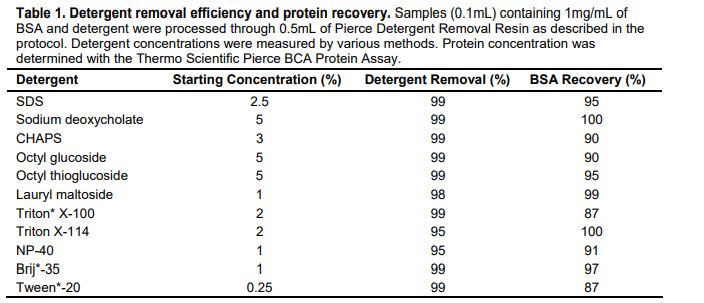 Table 1. Detergent removal efficiency and protein recovery. Samples (0.1mL) containing 1mg/mL of
BSA and detergent were processed through 0.5mL of Pierce Detergent Removal Resin as described in the
protocol. Detergent concentrations were measured by various methods. Protein concentration was
determined with the Thermo Scientific Pierce BCA Protein Assay.
Detergent Starting Concentration (%) Detergent Removal (%) BSA Recovery (%)
SDS 2.5 99 95
Sodium deoxycholate 5 99 100
CHAPS 3 99 90
Octyl glucoside 5 99 90
Octyl thioglucoside 5 99 95
Lauryl maltoside 1 98 99
Triton* X-100 2 99 87
Triton X-114 2 95 100
NP-40 1 95 91
Brij*-35 1 99 97
Tween*-20 0.25 99 87